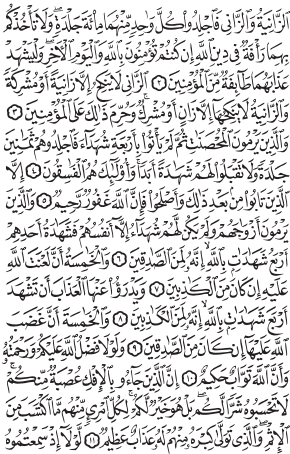 ٱلزَّانِيَةُ وَٱلزَّانِي فَٱجْلِدُوا۟ كُلَّ وَٰحِدٍ مِّنْهُمَا مِا۟ئَةَ جَلْدَةٍ وَلَا تَأْخُذْكُم
بِهِمَا رَأْفَةٌ فِي دِينِ ٱللَّهِ إِن كُنتُمْ تُؤْمِنُونَ بِٱللَّهِ وَٱلْيَوْمِ ٱلْءَاخِرِ وَلْيَشْهَدْ
عَذَابَهُمَا طَآئِفَةٌ مِّنَ ٱلْمُؤْمِنِينَ ٢ ٱلزَّانِي لَا يَنكِحُ إِلَّا زَانِيَةً أَوْ مُشْرِكَةً
وَٱلزَّانِيَةُ لَا يَنكِحُهَآ إِلَّا زَانٍ أَوْ مُشْرِكٌ وَحُرِّمَ ذَٰلِكَ عَلَى ٱلْمُؤْمِنِينَ ٣
وَٱلَّذِينَ يَرْمُونَ ٱلْمُحْصَنَٰتِ ثُمَّ لَمْ يَأْتُوا۟ بِأَرْبَعَةِ شُهَدَآءَ فَٱجْلِدُوهُمْ ثَمَٰنِينَ
جَلْدَةً وَلَا تَقْبَلُوا۟ لَهُمْ شَهَٰدَةً أَبَدًا وَأُو۟لَٰٓئِكَ هُمُ ٱلْفَٰسِقُونَ ٤ إِلَّا
ٱلَّذِينَ تَابُوا۟ مِنۢ بَعْدِ ذَٰلِكَ وَأَصْلَحُوا۟ فَإِنَّ ٱللَّهَ غَفُورٌ رَّحِيمٌ ٥ وَٱلَّذِينَ
يَرْمُونَ أَزْوَٰجَهُمْ وَلَمْ يَكُن لَّهُمْ شُهَدَآءُ إِلَّآ أَنفُسُهُمْ فَشَهَٰدَةُ أَحَدِهِمْ
أَرْبَعُ شَهَٰدَٰتٍۭ بِٱللَّهِ إِنَّهُۥ لَمِنَ ٱلصَّٰدِقِينَ ٦ وَٱلْخَٰمِسَةُ أَنَّ لَعْنَتَ ٱللَّهِ
عَلَيْهِ إِن كَانَ مِنَ ٱلْكَٰذِبِينَ ٧ وَيَدْرَؤُا۟ عَنْهَا ٱلْعَذَابَ أَن تَشْهَدَ
أَرْبَعَ شَهَٰدَٰتٍۭ بِٱللَّهِ إِنَّهُۥ لَمِنَ ٱلْكَٰذِبِينَ ٨ وَٱلْخَٰمِسَةَ أَنَّ غَضَبَ
ٱللَّهِ عَلَيْهَآ إِن كَانَ مِنَ ٱلصَّٰدِقِينَ ٩ وَلَوْلَا فَضْلُ ٱللَّهِ عَلَيْكُمْ وَرَحْمَتُهُۥ
وَأَنَّ ٱللَّهَ تَوَّابٌ حَكِيمٌ ١٠ إِنَّ ٱلَّذِينَ جَآءُو بِٱلْإِفْكِ عُصْبَةٌ مِّنكُمْ
لَا تَحْسَبُوهُ شَرًّا لَّكُم بَلْ هُوَ خَيْرٌ لَّكُمْ لِكُلِّ ٱمْرِئٍ مِّنْهُم مَّا ٱكْتَسَبَ مِنَ
ٱلْإِثْمِ وَٱلَّذِي تَوَلَّىٰ كِبْرَهُۥ مِنْهُمْ لَهُۥ عَذَابٌ عَظِيمٌ ١١ لَّوْلَآ إِذْ سَمِعْتُمُوهُ